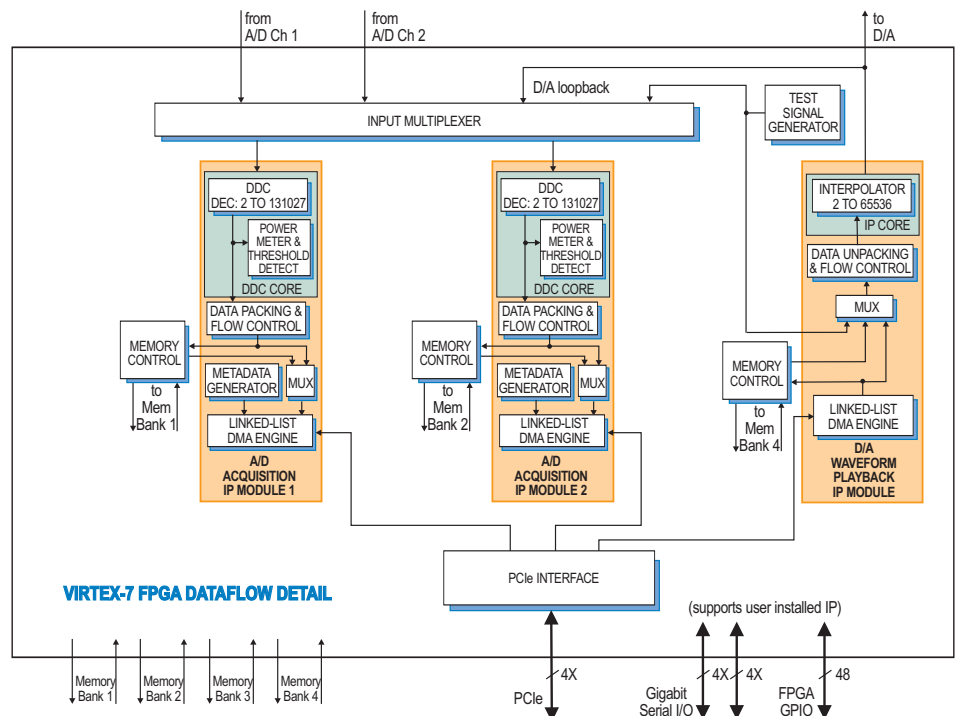 from
A/D Ch 1
from
A/D Ch 2
to
D/A
D/A loopback
TEST
SIGNAL
GENERATOR
INPUT MULTIPLEXER
DDC
DEC: 2 TO 131027
POWER
METER &
THRESHOLD
DETECT
DDC CORE
DATA PACKING &
FLOW CONTROL
MEMORY
CONTROL
METADATA
GENERATOR
MUX
to
Mem
Bank 1
LINKED-LIST
DMA ENGINE
A/D
ACQUISITION
IP MODULE 1
DDC
DEC: 2 TO 131027
POWER
METER &
THRESHOLD
DETECT
DDC CORE
DATA PACKING &
FLOW CONTROL
MEMORY
CONTROL
METADATA
GENERATOR
MUX
to
Mem
Bank 2
LINKED-LIST
DMA ENGINE
A/D
ACQUISITION
IP MODULE 2
INTERPOLATOR
2 TO 65536
IP CORE
DATA UNPACKING
& FLOW CONTROL
MUX
MEMORY
CONTROL
to
Mem
Bank 4
LINKED-LIST
DMA ENGINE
D/A
WAVEFORM
PLAYBACK
IP MODULE
PCIe INTERFACE
VIRTEX-7 FPGA DATAFLOW DETAIL
(supports user installed IP)
Memory
Bank 1
Memory
Bank 2
Memory
Bank 3
Memory
Bank 4
4X
PCIe
4X
4X
Gigabit
Serial I/O
48
FPGA
GPIO